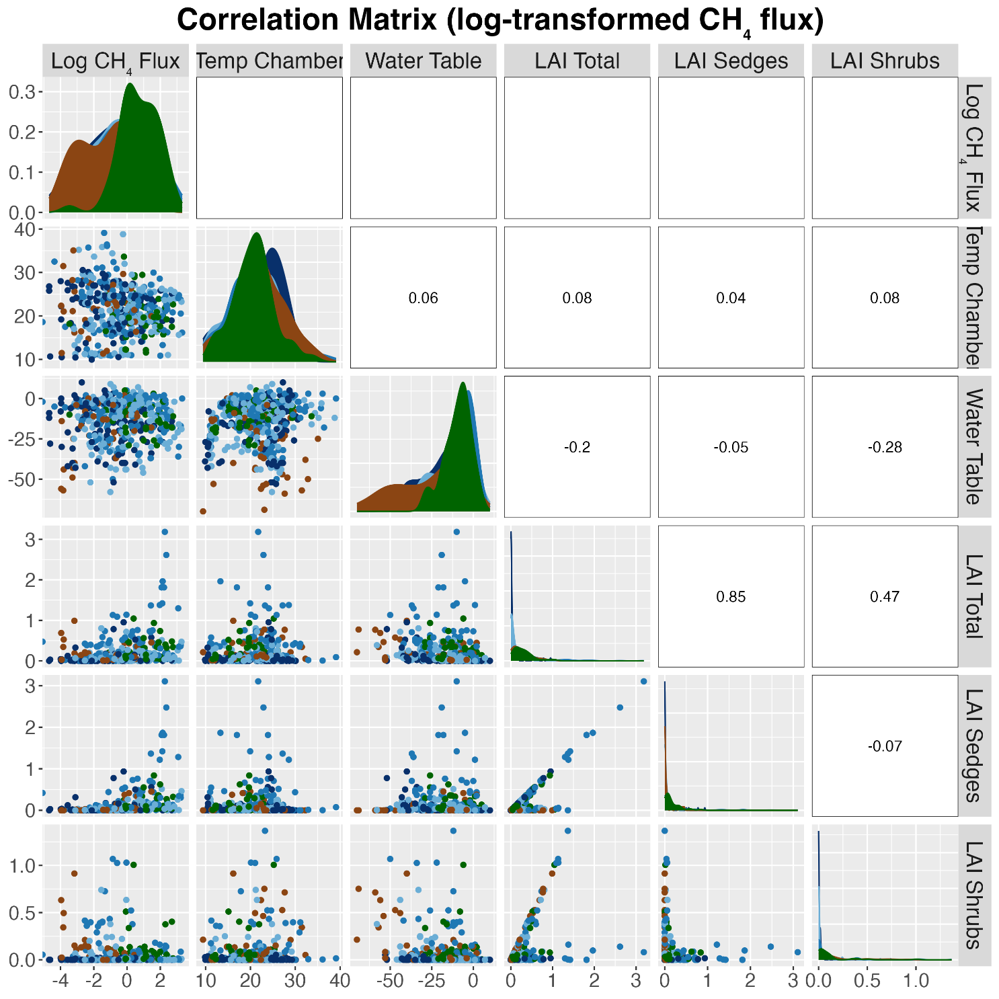 Correlation Matrix (log-transformed CH₄ flux)
Log CH₄ Flux
Temp Chamber
Water Table
LAI Total
LAI Sedges
LAI Shrubs
0.3
0.2
0.1
0.0
Log CH₄ Flux
40
30
20
10
0.06
0.08
0.04
0.08
Temp Chamber
0
-25
-50
-0.2
-0.05
-0.28
Water Table
3
2
1
0
0.85
0.47
LAI Total
3
2
1
0
-0.07
LAI Sedges
1.0
0.5
0.0
LAI Shrubs
-4 -2 0 2
10 20 30 40
-50 -25 0
0 1 2 3
0 1 2 3
0.0 0.5 1.0